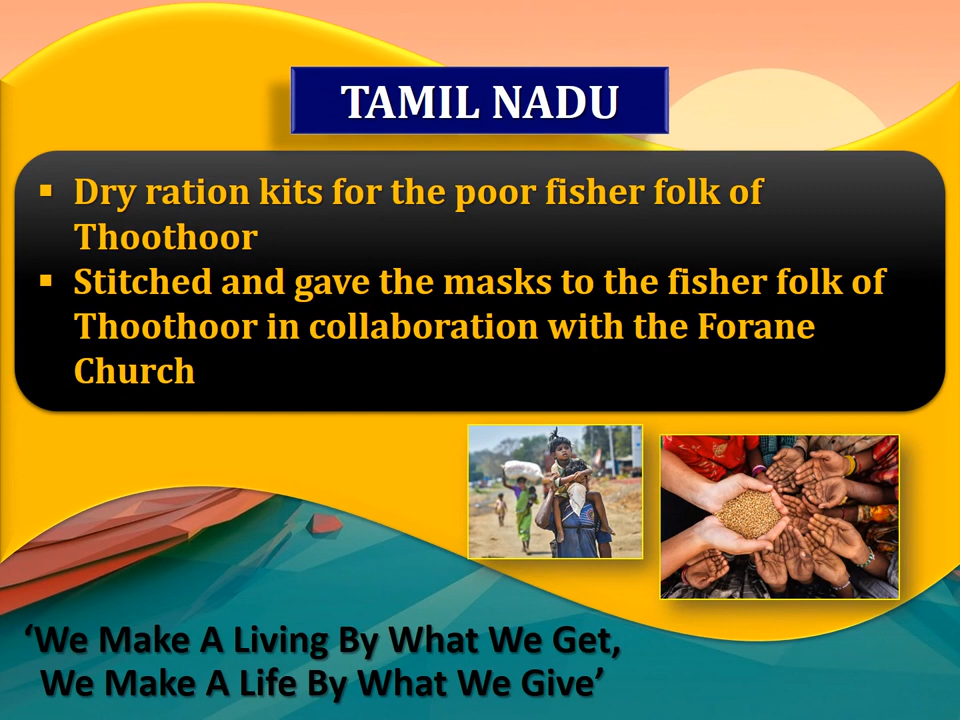 TAMIL NADU
▪ Dry ration kits for the poor fisher folk of
Thoothoor
▪ Stitched and gave the masks to the fisher folk of
Thoothoor in collaboration with the Forane
Church
‘We Make A Living By What We Get,
We Make A Life By What We Give’